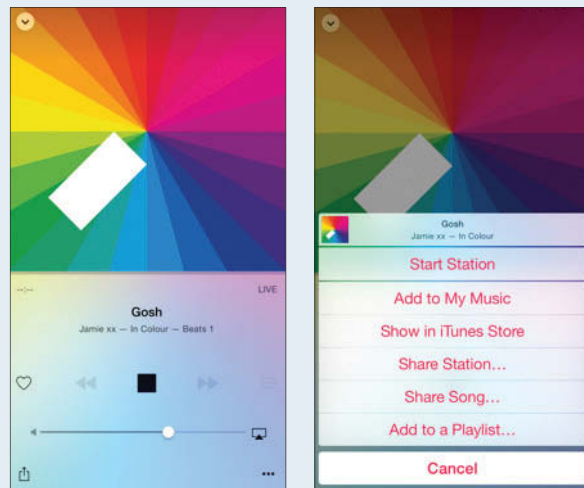 --:--
LIVE
Gosh
Jamie xx — In Colour — Beats 1
Gosh
Jamie xx — In Colour
Start Station
Add to My Music
Show in iTunes Store
Share Station...
Share Song...
Add to a Playlist...
Cancel